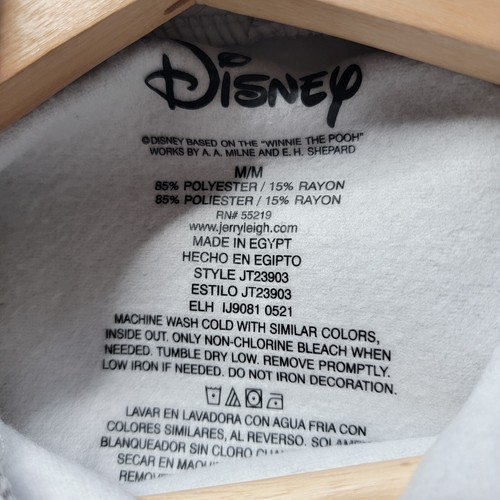 Disney
© DISNEY BASED ON THE "WINNIE THE POOH"
WORKS BY A. A. MILNE AND E. H. SHEPARD
M/M
85% POLYESTER / 15% RAYON
85% POLIESTER / 15% RAYON
RN# 55219
www.jerryleigh.com
MADE IN EGYPT
HECHO EN EGIPTO
STYLE JT23903
ESTILO JT23903
ELH IJ9081 0521
MACHINE WASH COLD WITH SIMILAR COLORS,
INSIDE OUT. ONLY NON-CHLORINE BLEACH WHEN
NEEDED. TUMBLE DRY LOW. REMOVE PROMPTLY.
LOW IRON IF NEEDED. DO NOT IRON DECORATION.
LAVAR EN LAVADORA CON AGUA FRIA CON
COLORES SIMILARES, AL REVERSO.
BLANQUEADOR SIN CLORO
SECAR EN